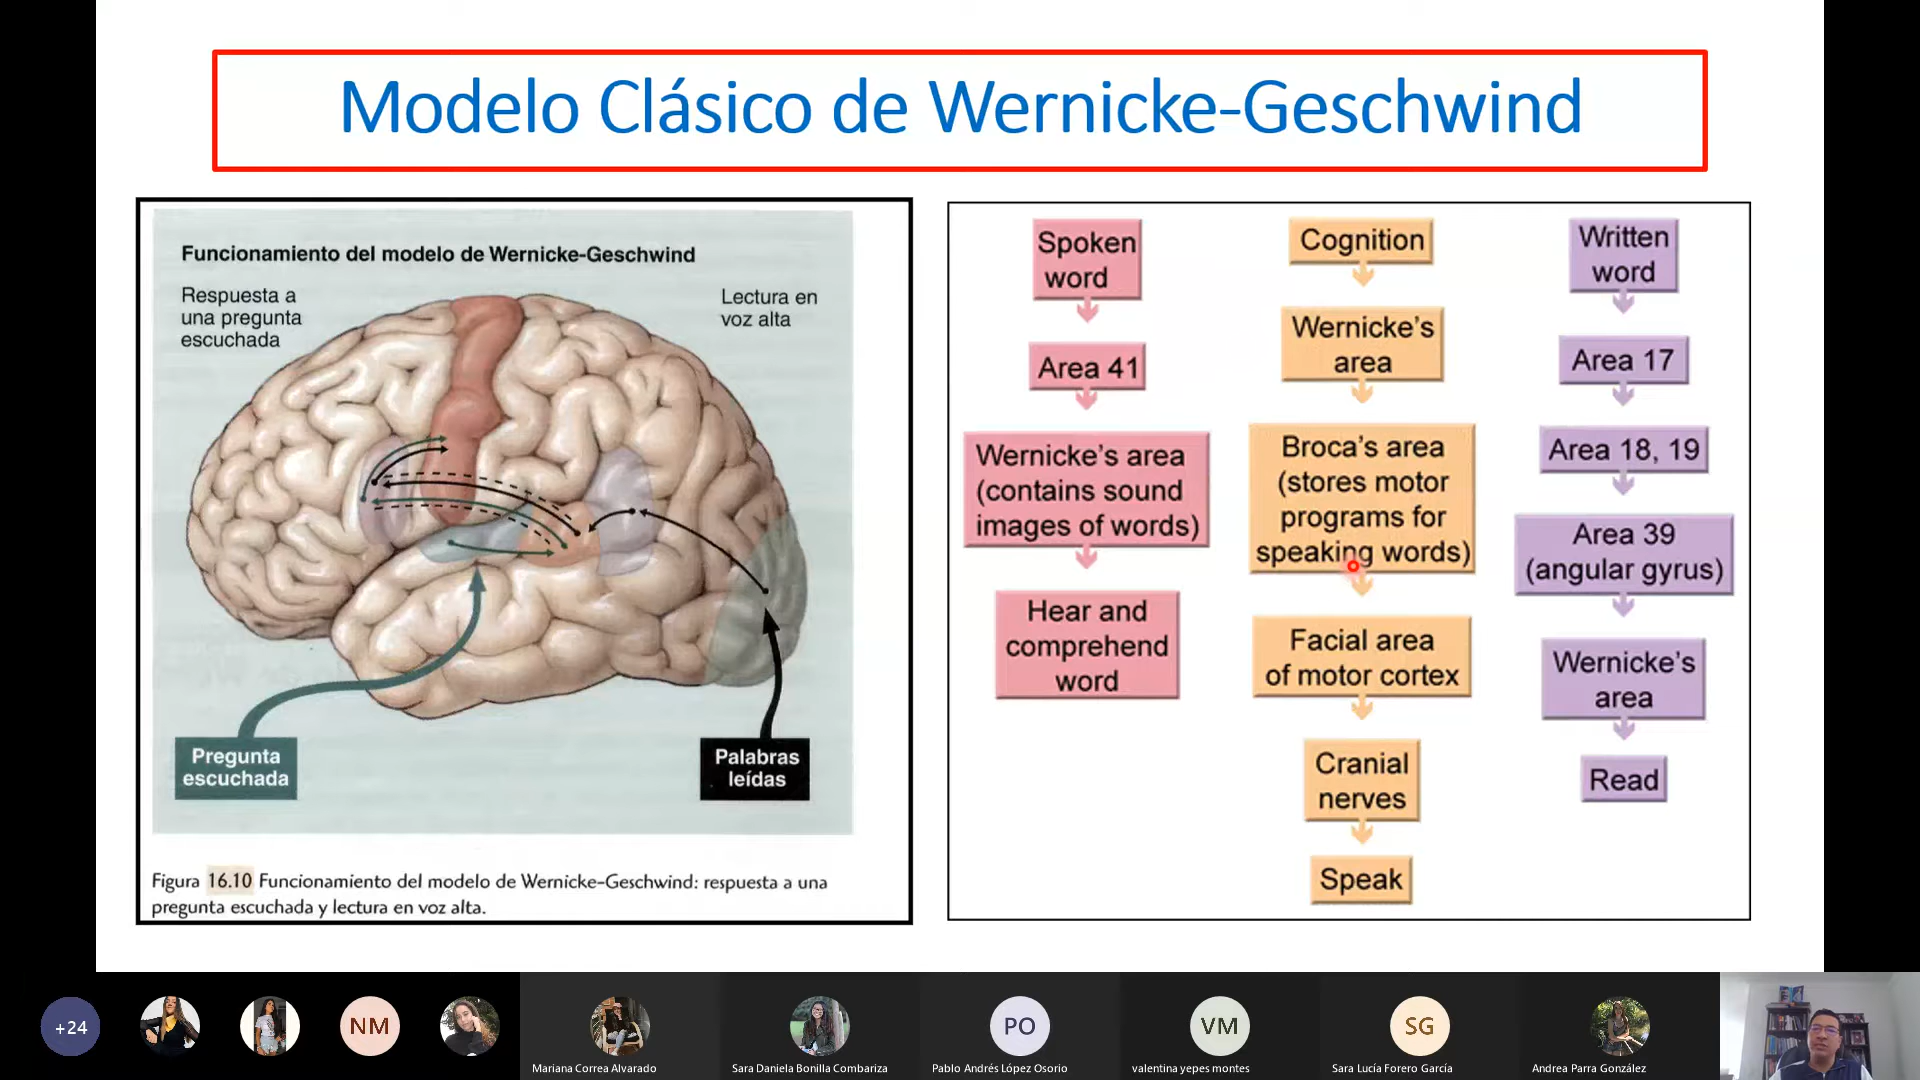 Modelo Clásico de Wernicke-Geschwind
Funcionamiento del modelo de Wernicke-Geschwind
Respuesta a
una pregunta
escuchada
Lectura en
voz alta
Pregunta
escuchada
Palabras
leídas
Figura 16.10 Funcionamiento del modelo de Wernicke-Geschwind: respuesta a una
pregunta escuchada y lectura en voz alta.
Spoken
word
Area 41
Wernicke's area
(contains sound
images of words)
Hear and
comprehend
word
Cognition
Wernicke's
area
Broca's area
(stores motor
programs for
speaking words)
Facial area
of motor cortex
Cranial
nerves
Speak
Written
word
Area 17
Area 18, 19
Area 39
(angular gyrus)
Wernicke's
area
Read
+24
NM
PO
VM
SG
Mariana Correa Alvarado
Sara Daniela Bonilla Combariza
Pablo Andrés López Osorio
valentina yepes montes
Sara Lucía Forero García
Andrea Parra González